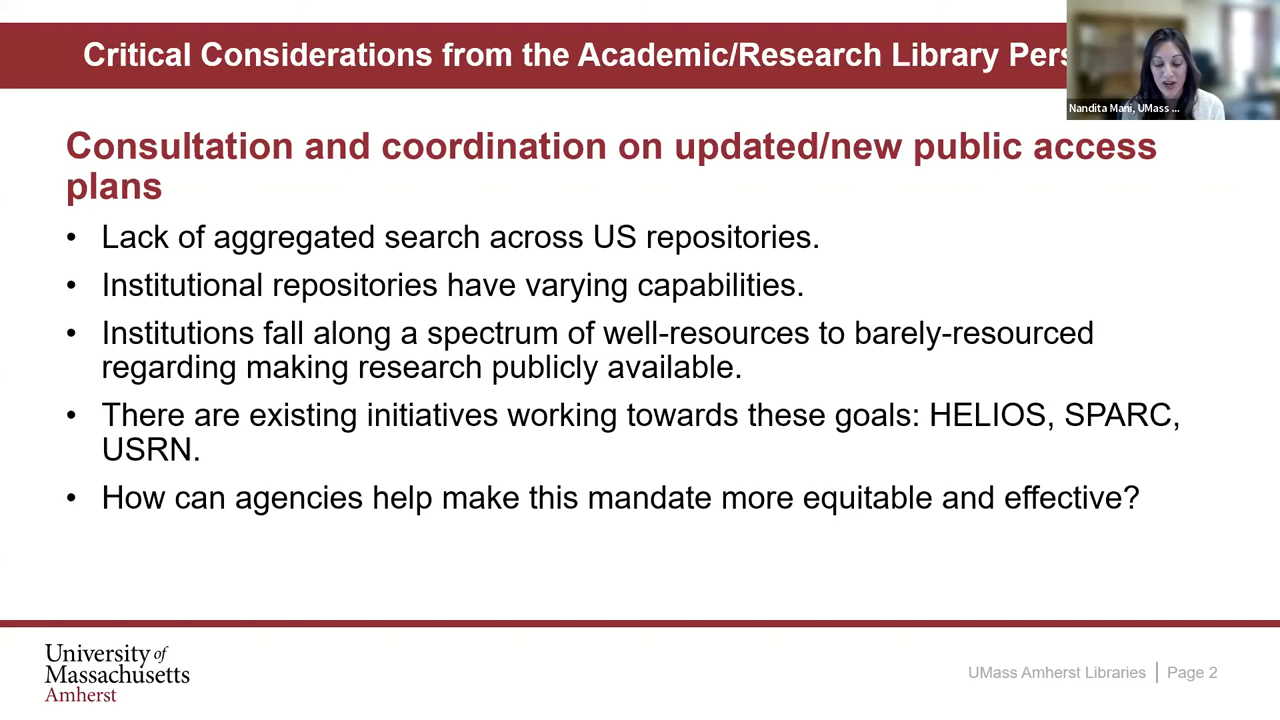 Critical Considerations from the Academic/Research Library Pers
Nandita Mani, UMass ...
Consultation and coordination on updated/new public access
plans
• Lack of aggregated search across US repositories.
• Institutional repositories have varying capabilities.
• Institutions fall along a spectrum of well-resources to barely-resourced
regarding making research publicly available.
• There are existing initiatives working towards these goals: HELIOS, SPARC,
USRN.
• How can agencies help make this mandate more equitable and effective?
University of
Massachusetts
Amherst
UMass Amherst Libraries | Page 2